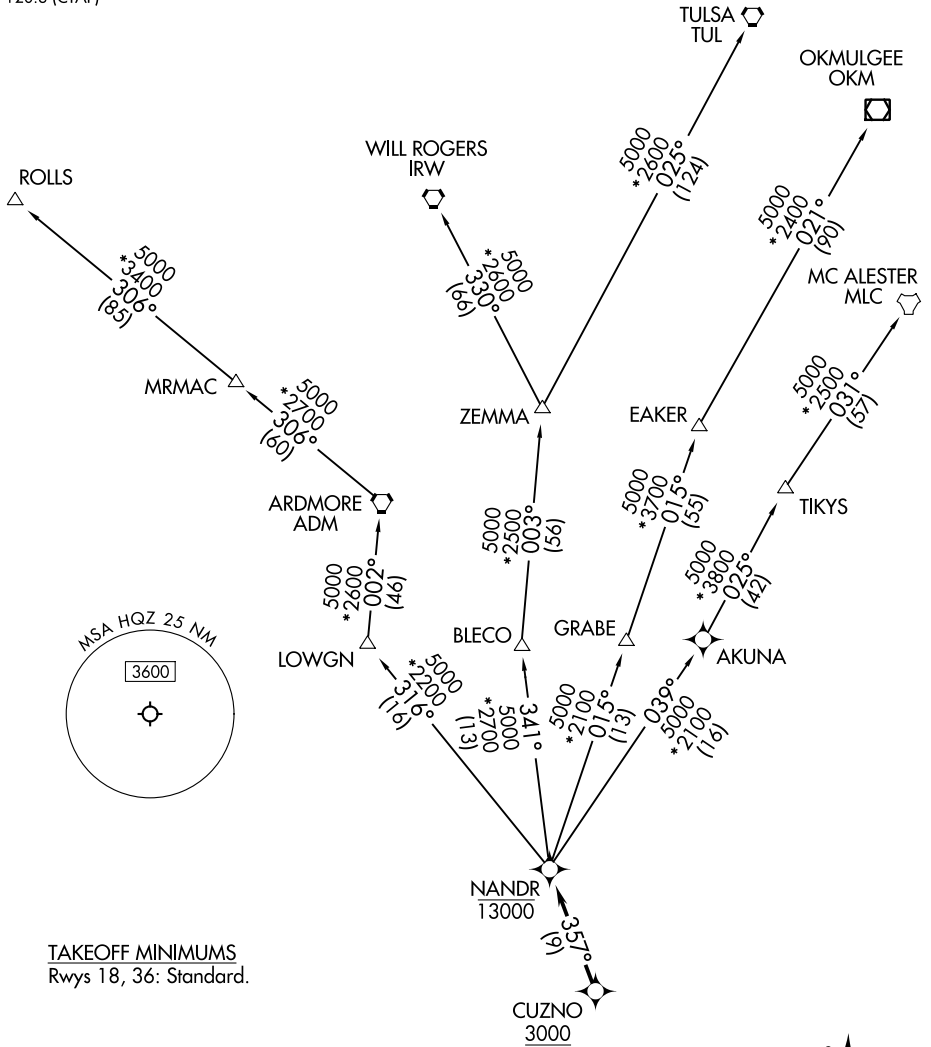 TULSA
TUL
OKMULGEE
OKM
5000
*2600
025°
(124)
WILL ROGERS
IRW
ROLLS
5000
*2400
021°
(90)
5000
*2600
330°
(66)
5000
*3400
306°
(85)
MC ALESTER
MLC
MRMAC
5000
*2700
306°
(60)
ZEMMA
EAKER
5000
*2500
031°
(57)
ARDMORE
ADM
5000
*2500
003°
(56)
5000
*3700
015°
(55)
TIKYS
5000
*2600
002°
(46)
5000
*3800
025°
(42)
MSA HQZ 25 NM
3600
LOWGN
BLECO
GRABE
AKUNA
5000
*2200
316°
(16)
341°
5000
*2700
(13)
5000
*2100
015°
(13)
039°
5000
*2100
(16)
NANDR
13000
357°
(9)
TAKEOFF MINIMUMS
Rwys 18, 36: Standard.
CUZNO
3000